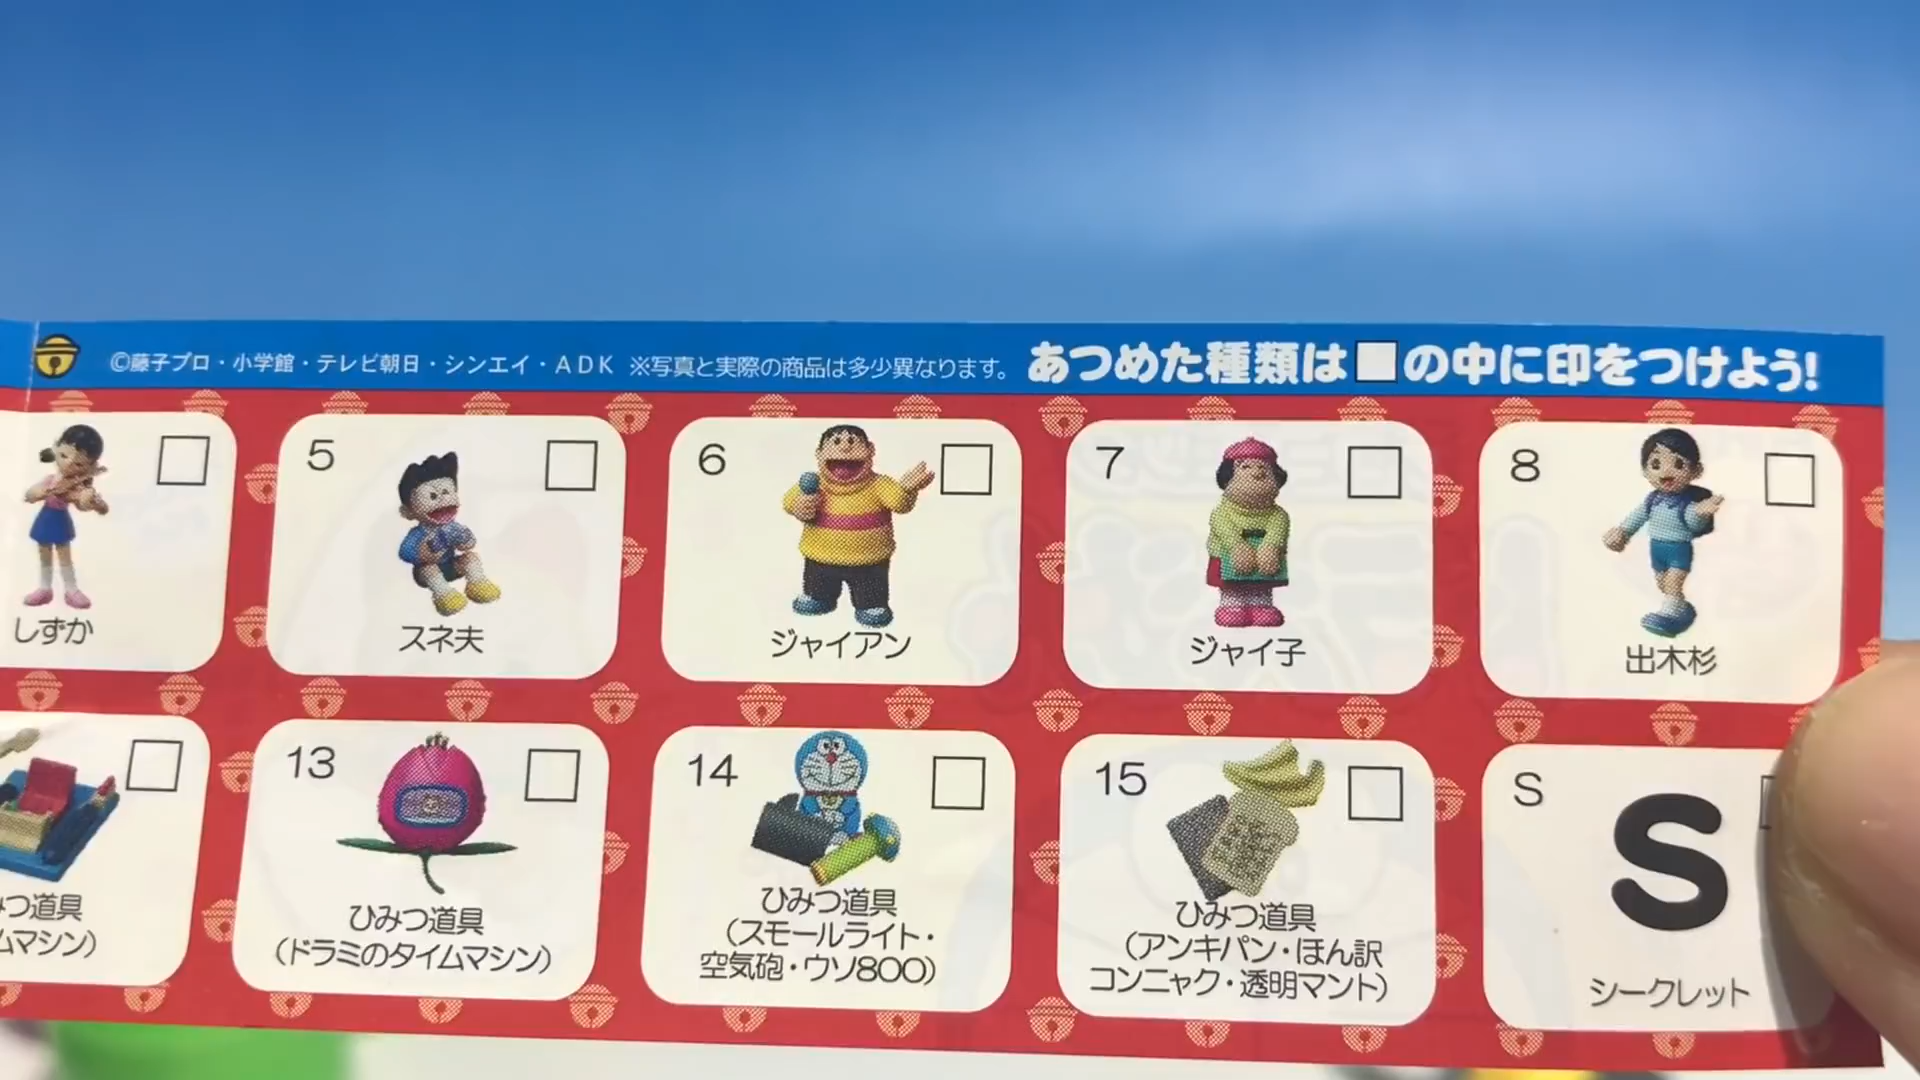 ©藤子プロ・小学館・テレビ朝日・シンエイ・ADK ※写真と実際の商品は多少異なります。 あつめた種類は□の中に印をつけよう!
しずか
5
スネ夫
6
ジャイアン
7
ジャイ子
8
出木杉
つ道具
ムマシン)
13
ひみつ道具
(ドラミのタイムマシン)
14
ひみつ道具
(スモールライト・
空気砲・ウソ800)
15
ひみつ道具
(アンキパン・ほん訳
コンニャク・透明マント)
S
S
シークレット